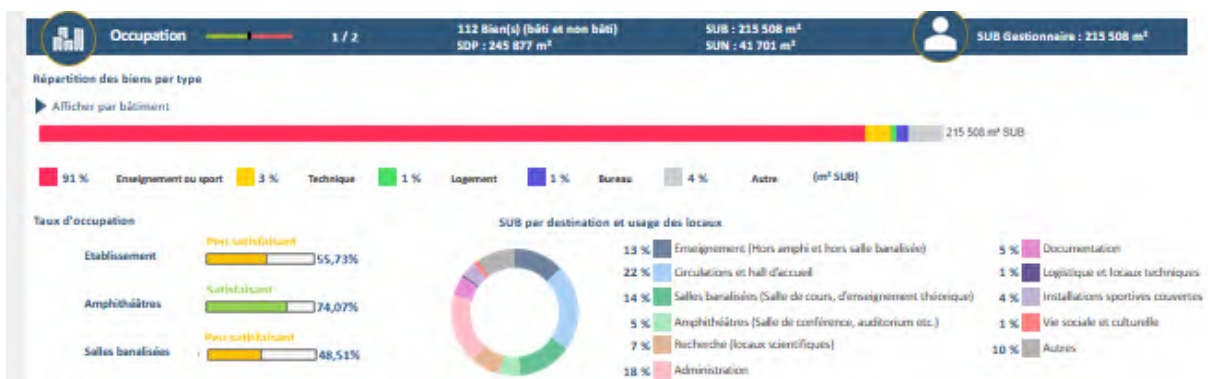 Occupation
1 / 2
112 Bien(s) (bâti et non bâti)
SDP : 245 877 m²
SUB : 215 508 m²
SUN : 41 701 m²
SUB Gestionnaire : 215 508 m²
Répartition des biens par type
Afficher par bâtiment
215 508 m² SUB
91 % Enseignement ou sport 3 % Technique 1 % Logement 1 % Bureau 4 % Autre (m² SUB)
Taux d'occupation
Peu satisfaisant
Etablissement 55,73%
Satisfaisant
Amphithéâtres 74,07%
Peu satisfaisant
Salles banalisées 48,51%
SUB par destination et usage des locaux
13 % Enseignement (Hors amphi et hors salle banalisée)
22 % Circulations et hall d'accueil
14 % Salles banalisées (Salle de cours, d'enseignement théorique)
5 % Amphithéâtres (Salle de conférence, auditorium etc.)
7 % Recherche (locaux scientifiques)
18 % Administration
5 % Documentation
1 % Logistique et locaux techniques
4 % Installations sportives couvertes
1 % Vie sociale et culturelle
10 % Autres